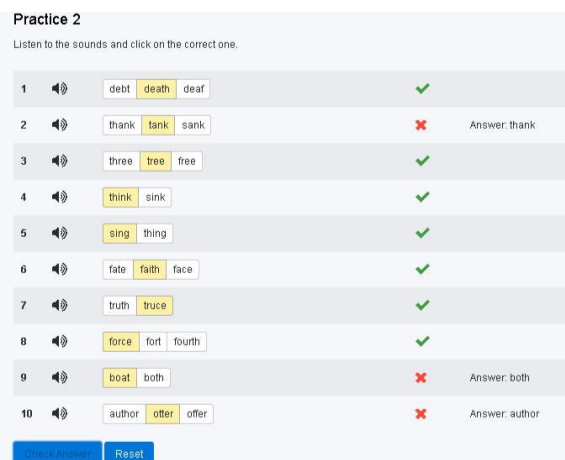 Practice 2
Listen to the sounds and click on the correct one.
1 debt death deaf
2 thank tank sank Answer: thank
3 three tree free
4 think sink
5 sing thing
6 fate faith face
7 truth truce
8 force fort fourth
9 boat both Answer: both
10 author otter offer Answer: author
Check Answer Reset